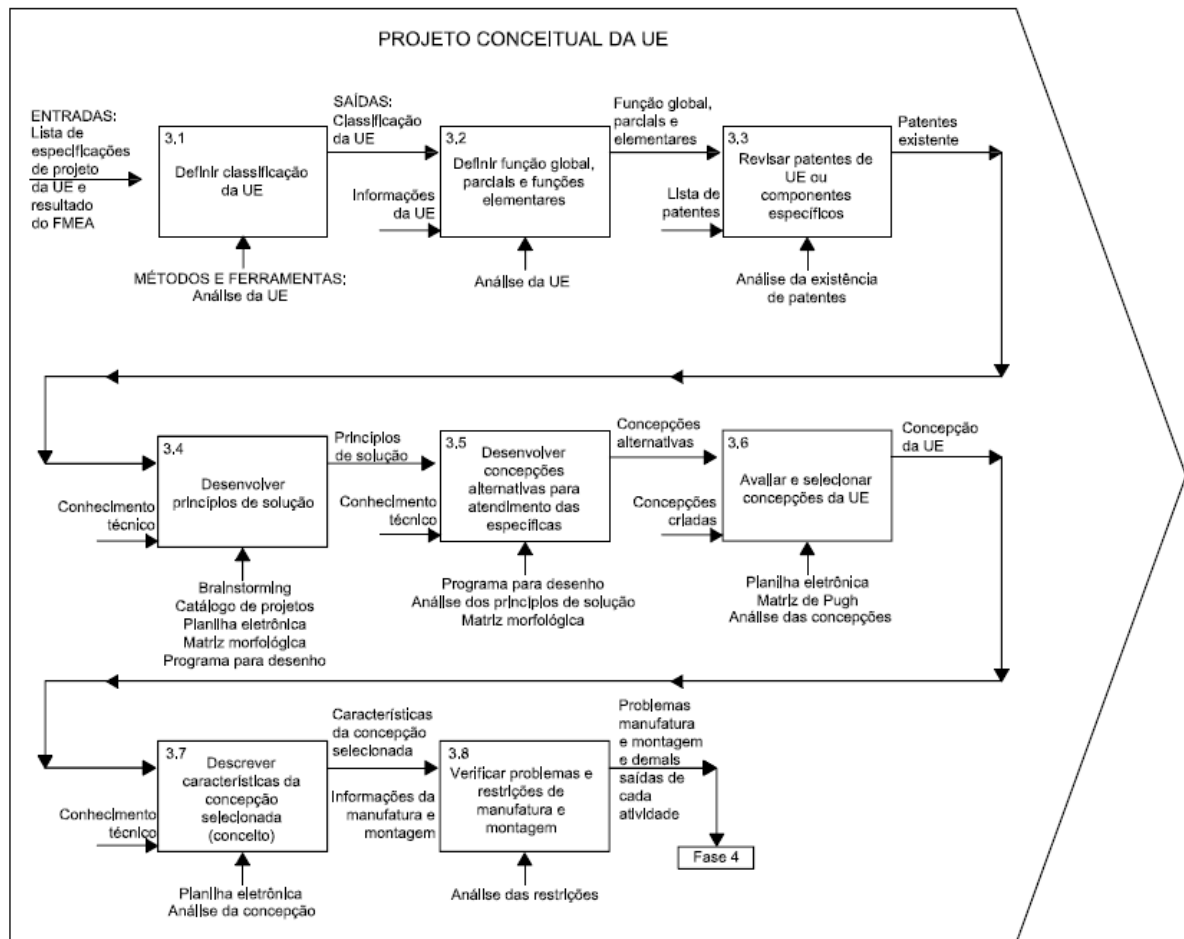 PROJETO CONCEITUAL DA UE
ENTRADAS:
Lista de
especificações
de projeto
da UE e
resultado
do FMEA
3.1
Definir classificação
da UE
MÉTODOS E FERRAMENTAS:
Análise da UE
SAÍDAS:
Classificação
da UE
Informações
da UE
3.2
Definir função global,
parciais e funções
elementares
Análise da UE
Função global,
parciais e
elementares
Lista de
patentes
3.3
Revisar patentes de
UE ou
componentes
específicos
Análise da existência
de patentes
Patentes
existente
Conhecimento
técnico
3.4
Desenvolver
princípios de solução
Brainstorming
Catálogo de projetos
Planilha eletrônica
Matriz morfológica
Programa para desenho
Princípios
de solução
Conhecimento
técnico
3.5
Desenvolver
concepções
alternativas para
atendimento das
específicas
Programa para desenho
Análise dos princípios de solução
Matriz morfológica
Concepções
alternativas
Concepções
criadas
3.6
Avaliar e selecionar
concepções da UE
Planilha eletrônica
Matriz de Pugh
Análise das concepções
Concepção
da UE
Conhecimento
técnico
3.7
Descrever
características da
concepção
selecionada
(conceito)
Planilha eletrônica
Análise da concepção
Características
da concepção
selecionada
Informações da
manufatura e
montagem
3.8
Verificar problemas e
restrições de
manufatura e
montagem
Análise das restrições
Problemas
manufatura
e montagem
e demais
saídas de
cada
atividade
Fase 4